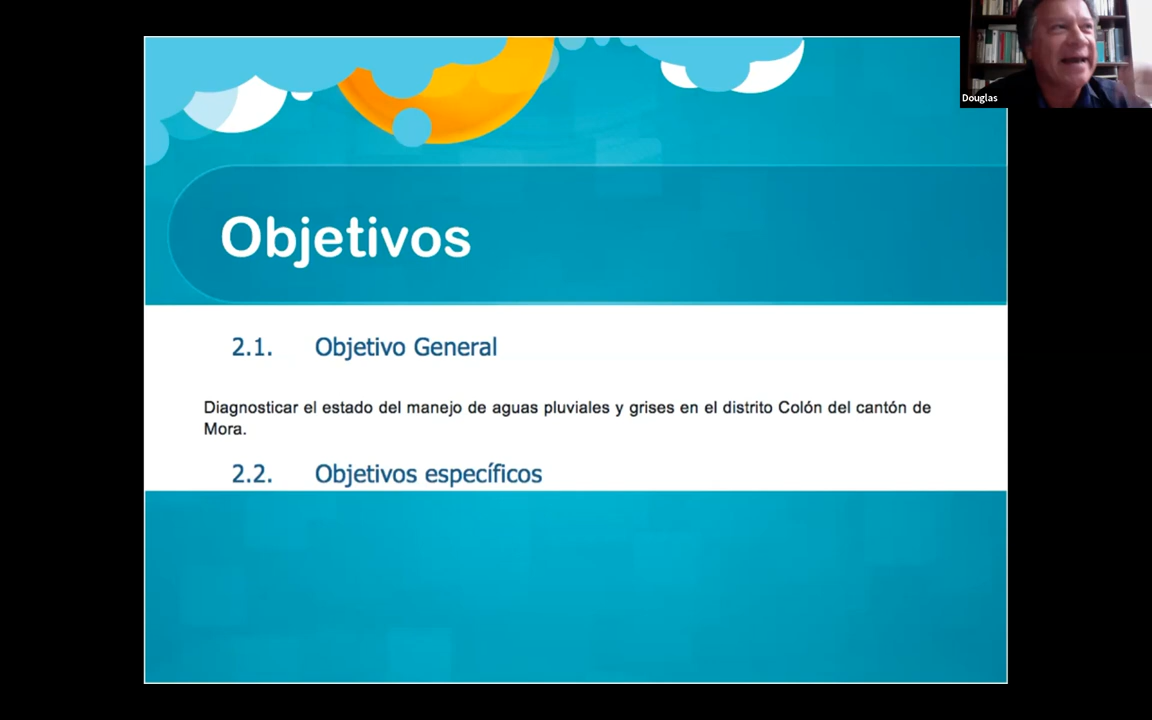 Douglas
Objetivos
2.1. Objetivo General
Diagnosticar el estado del manejo de aguas pluviales y grises en el distrito Colón del cantón de
Mora.
2.2. Objetivos específicos